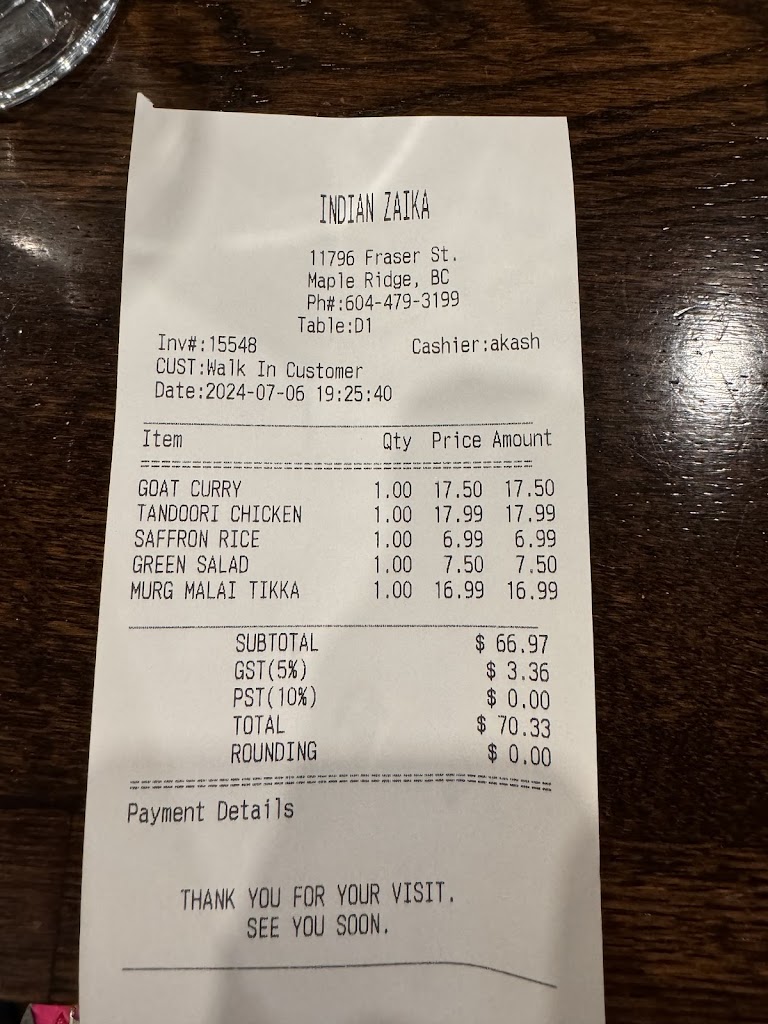 INDIAN ZAIKA
11796 Fraser St.
Maple Ridge, BC
Ph#:604-479-3199
Table:D1
Inv#:15548 Cashier:akash
CUST:Walk In Customer
Date:2024-07-06 19:25:40
Item Qty Price Amount
GOAT CURRY 1.00 17.50 17.50
TANDOORI CHICKEN 1.00 17.99 17.99
SAFFRON RICE 1.00 6.99 6.99
GREEN SALAD 1.00 7.50 7.50
MURG MALAI TIKKA 1.00 16.99 16.99
SUBTOTAL $ 66.97
GST(5%) $ 3.36
PST(10%) $ 0.00
TOTAL $ 70.33
ROUNDING $ 0.00
Payment Details
THANK YOU FOR YOUR VISIT.
SEE YOU SOON.